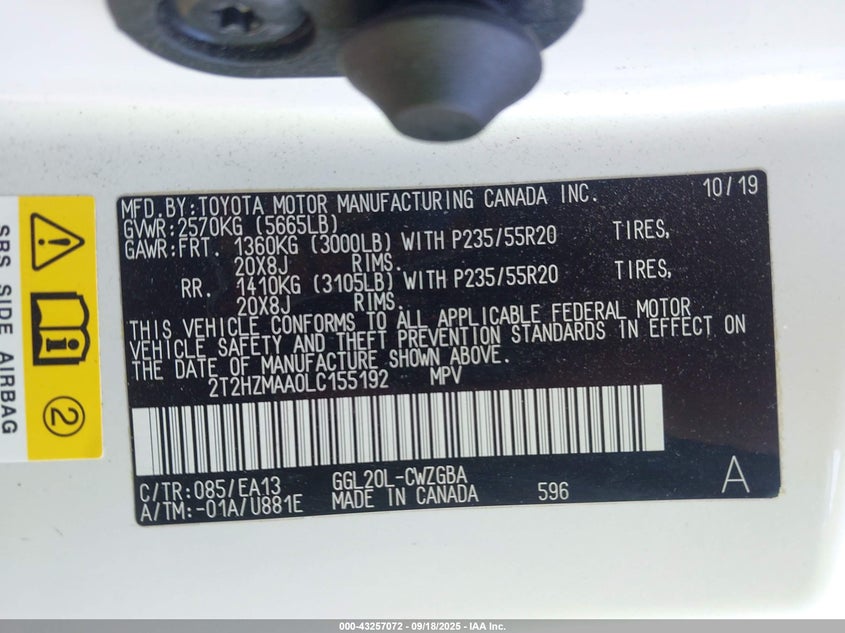 MFD.BY:TOYOTA MOTOR MANUFACTURING CANADA INC. 10/19
GVWR:2570KG (5665LB)
GAWR:FRT. 1360KG (3000LB) WITH P235/55R20 TIRES,
20X8J RIMS.
RR. 1410KG (3105LB) WITH P235/55R20 TIRES,
20X8J RIMS.
THIS VEHICLE CONFORMS TO ALL APPLICABLE FEDERAL MOTOR
VEHICLE SAFETY AND THEFT PREVENTION STANDARDS IN EFFECT ON
THE DATE OF MANUFACTURE SHOWN ABOVE.
2T2HZMAA0LC155192 MPV
C/TR:085/EA13 GGL20L-CWZGBA
A/TM:-01A/U881E MADE IN CANADA 596 A
SRS SIDE AIRBAG
2
000-43257072 - 09/18/2025 - IAA Inc.